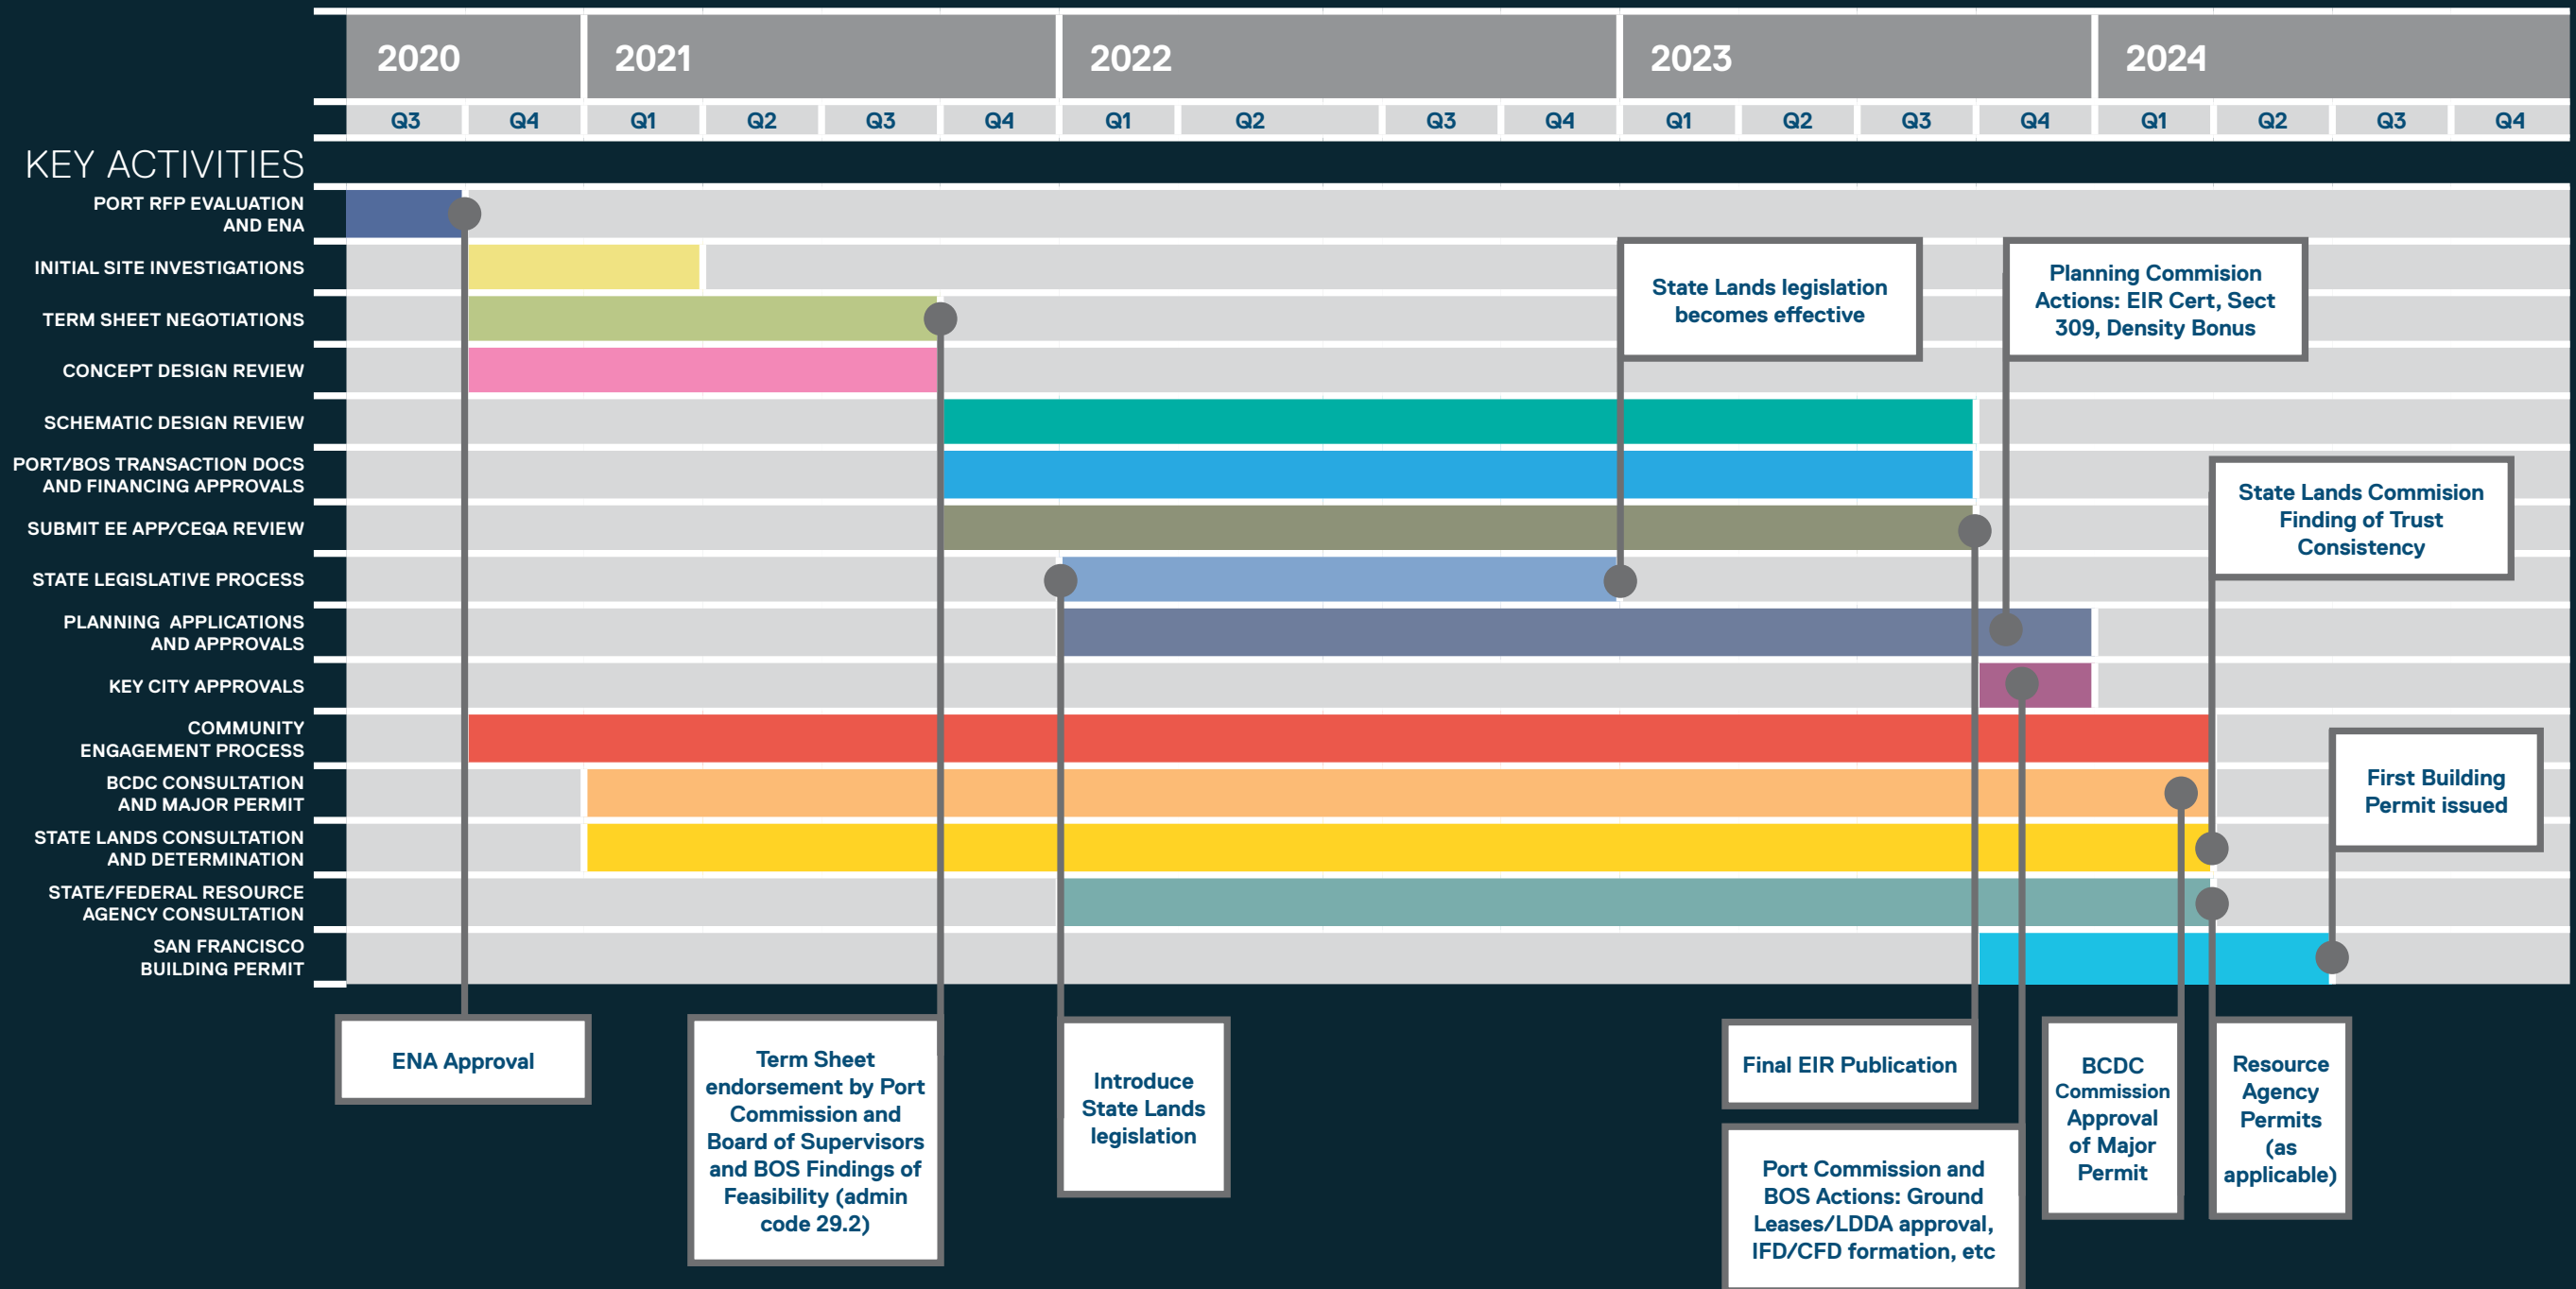 2020 2021 2022 2023 2024
Q3 Q4 Q1 Q2 Q3 Q4 Q1 Q2 Q3 Q4 Q1 Q2 Q3 Q4 Q1 Q2 Q3 Q4
KEY ACTIVITIES
PORT RFP EVALUATION
AND ENA
INITIAL SITE INVESTIGATIONS
TERM SHEET NEGOTIATIONS
CONCEPT DESIGN REVIEW
SCHEMATIC DESIGN REVIEW
PORT/BOS TRANSACTION DOCS
AND FINANCING APPROVALS
SUBMIT EE APP/CEQA REVIEW
STATE LEGISLATIVE PROCESS
PLANNING APPLICATIONS
AND APPROVALS
KEY CITY APPROVALS
COMMUNITY
ENGAGEMENT PROCESS
BCDC CONSULTATION
AND MAJOR PERMIT
STATE LANDS CONSULTATION
AND DETERMINATION
STATE/FEDERAL RESOURCE
AGENCY CONSULTATION
SAN FRANCISCO
BUILDING PERMIT
State Lands legislation
becomes effective
Planning Commision
Actions: EIR Cert, Sect
309, Density Bonus
State Lands Commision
Finding of Trust
Consistency
First Building
Permit issued
ENA Approval
Term Sheet
endorsement by Port
Commission and
Board of Supervisors
and BOS Findings of
Feasibility (admin
code 29.2)
Introduce
State Lands
legislation
Final EIR Publication
Port Commission and
BOS Actions: Ground
Leases/LDDA approval,
IFD/CFD formation, etc
BCDC
Commission
Approval
of Major
Permit
Resource
Agency
Permits
(as
applicable)